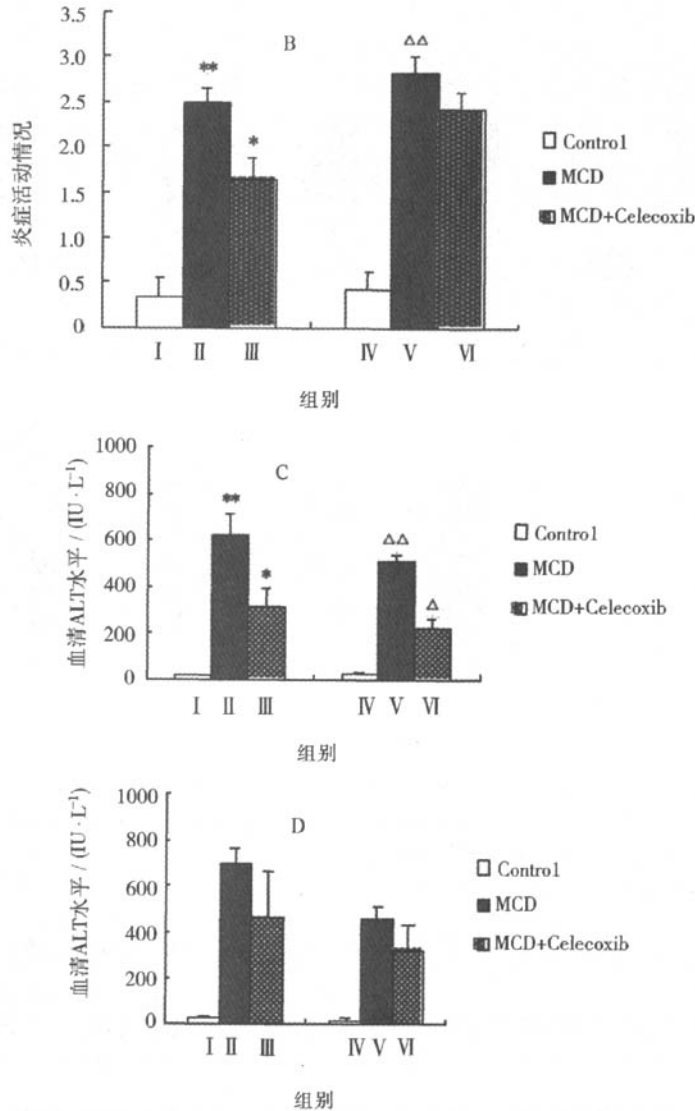 3.5
B
3.0
2.5
2.0
1.5
1.0
0.5
0
炎症活动情况
**
*
△△
I II III IV V VI
组别
Contro1
MCD
MCD+Celecoxib
1000
C
800
600
400
200
0
血清ALT水平 / (IU · L⁻¹)
**
*
△△
△
I II III IV V VI
组别
Contro1
MCD
MCD+Celecoxib
1000
D
800
600
400
200
0
血清ALT水平 / (IU · L⁻¹)
I II III IV V VI
组别
Contro1
MCD
MCD+Celecoxib